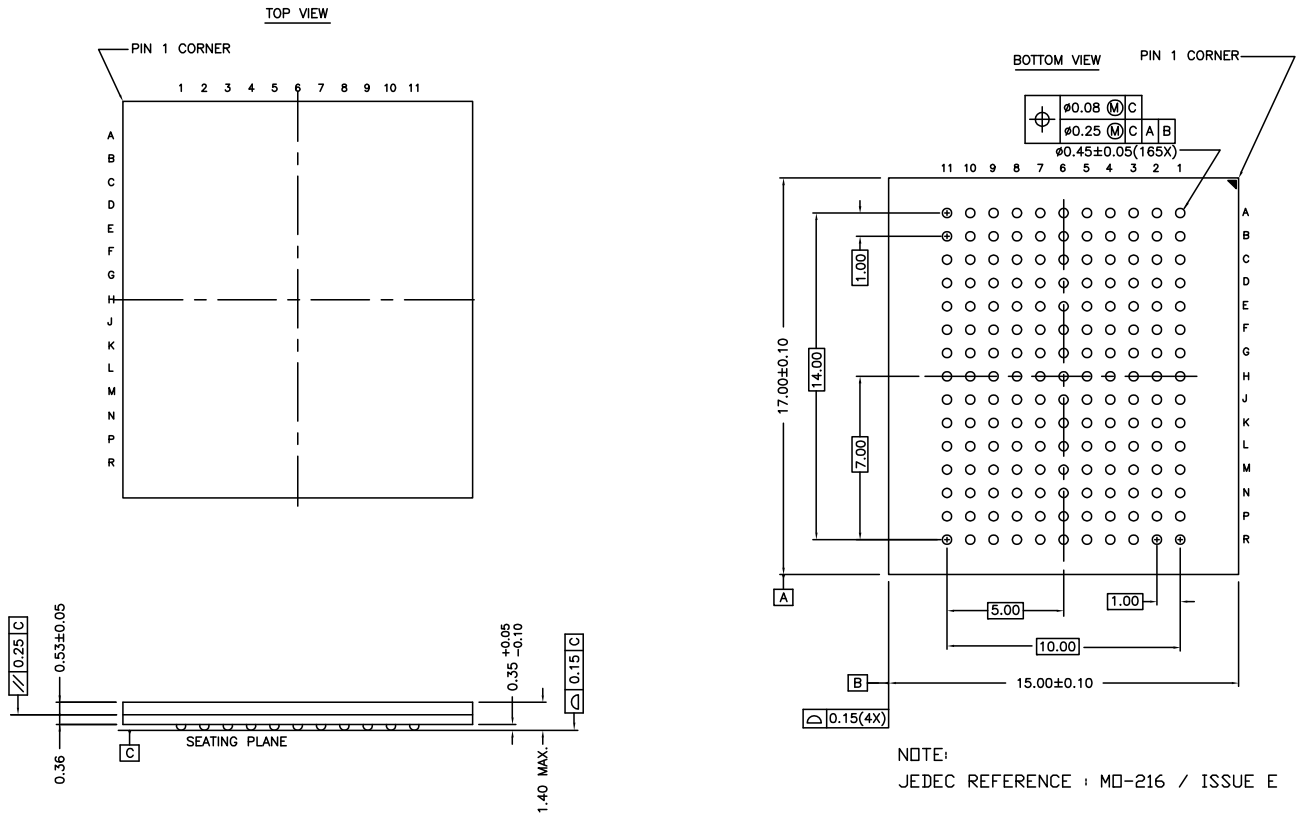 TOP VIEW
PIN 1 CORNER
1 2 3 4 5 6 7 8 9 10 11
A
B
C
D
E
F
G
H
J
K
L
M
N
P
R
BOTTOM VIEW
PIN 1 CORNER
ø0.08 Ⓜ C
ø0.25 Ⓜ C A B
ø0.45±0.05(165X)
11 10 9 8 7 6 5 4 3 2 1
A
B
C
D
E
F
G
H
J
K
L
M
N
P
R
1.00
17.00±0.10
14.00
7.00
A
5.00
1.00
10.00
B
15.00±0.10
0.15(4X)
// 0.25 C
0.53±0.05
0.36
C
SEATING PLANE
0.35 +0.05 -0.10
0.15 C
1.40 MAX.
NOTE:
JEDEC REFERENCE : MO-216 / ISSUE E